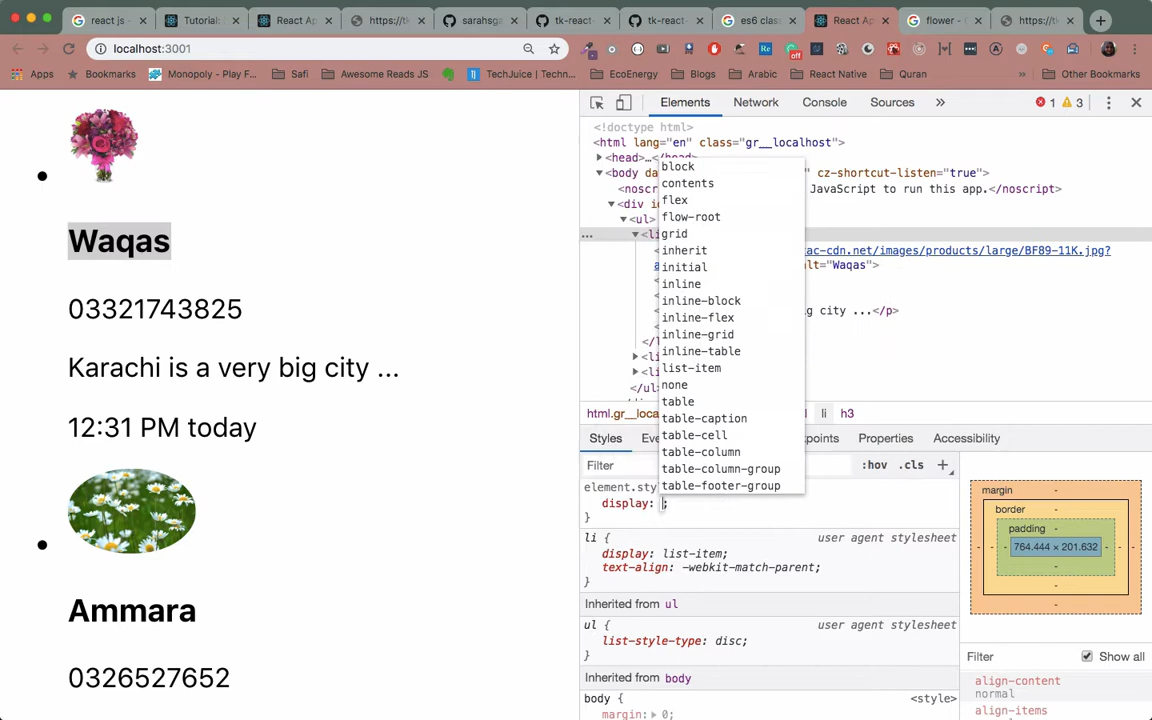 react js -
Tutorial:
React Ap
https://tk
sarahsga
tk-react-
tk-react-
es6 class
React Ap
flower -
https://tk
localhost:3001
off
Apps
Bookmarks
Monopoly - Play F...
Safi
Awesome Reads JS
TechJuice | Techn...
EcoEnergy
Blogs
Arabic
React Native
Quran
»
Other Bookmarks
Waqas
03321743825
Karachi is a very big city ...
12:31 PM today
Ammara
0326527652
Elements
Network
Console
Sources
»
1
3
<!doctype html>
<html lang="en" class="gr__localhost">
<head>…</head>
<body da
cz-shortcut-listen="true">
<noscr
JavaScript to run this app.</noscript>
<div i
<ul>
<li
ac-cdn.net/images/products/large/BF89-11K.jpg?
lt="Waqas">
g city ...</p>
</l
<li
<li
</ul>
block
contents
flex
flow-root
grid
inherit
initial
inline
inline-block
inline-flex
inline-grid
inline-table
list-item
none
table
table-caption
table-cell
table-column
table-column-group
table-footer-group
html.gr__loca
li
h3
Styles
Eve
points
Properties
Accessibility
Filter
:hov
.cls
+
element.sty
display: ;
}
li {
user agent stylesheet
display: list-item;
text-align: -webkit-match-parent;
}
Inherited from ul
ul {
user agent stylesheet
list-style-type: disc;
}
Inherited from body
body {
<style>
margin: 0;
margin
-
border
-
padding
-
764.444 × 201.632
Filter
Show all
align-content
normal
align-items